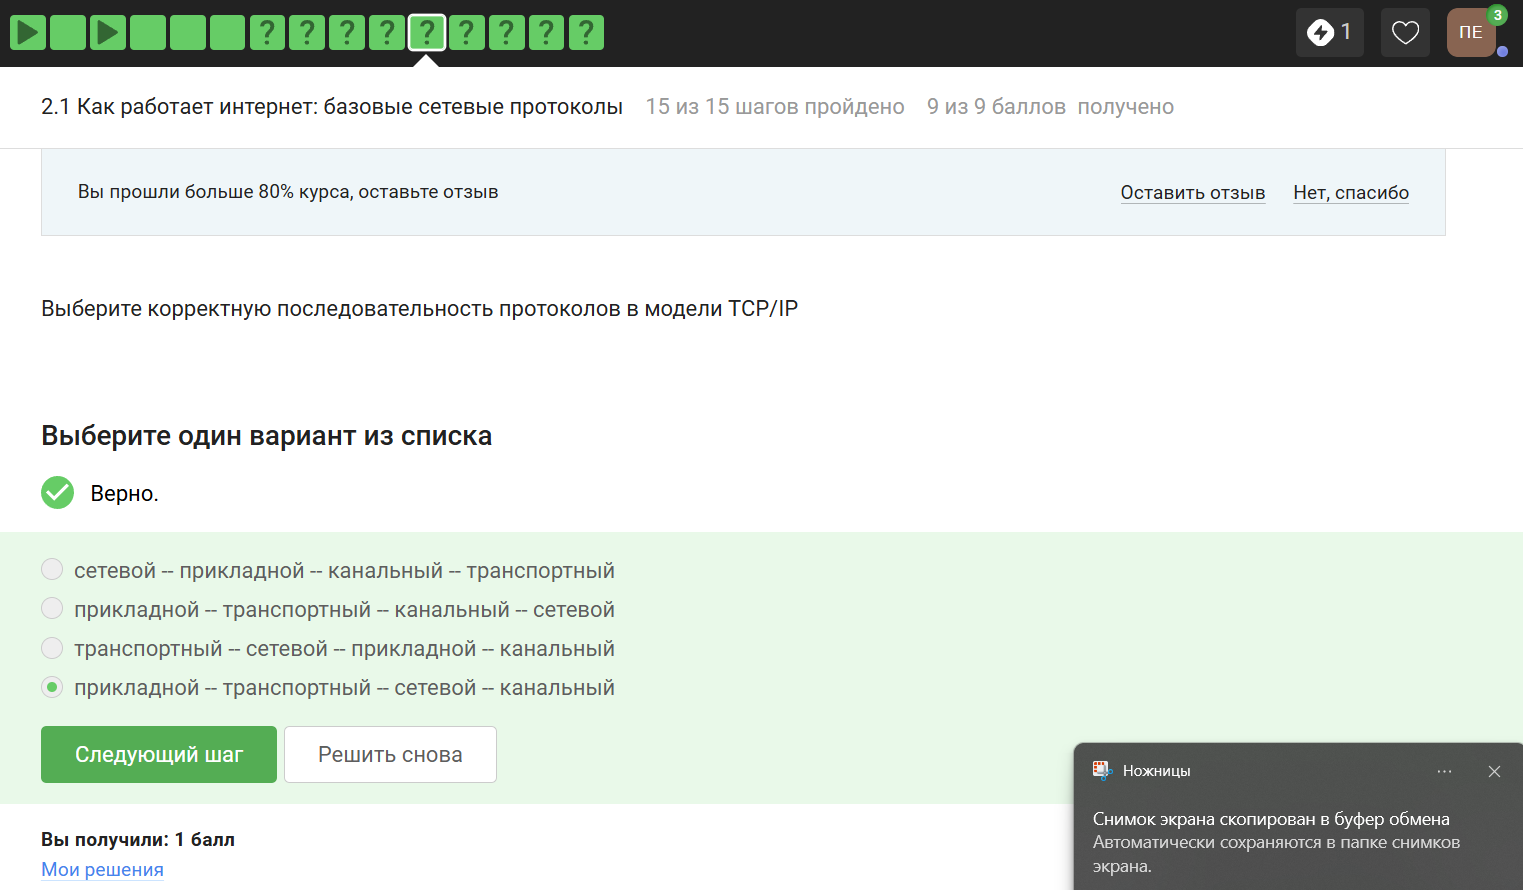 ? ? ? ? ? ? ? ? ?
1
ПЕ
3
2.1 Как работает интернет: базовые сетевые протоколы 15 из 15 шагов пройдено 9 из 9 баллов получено
Вы прошли больше 80% курса, оставьте отзыв Оставить отзыв Нет, спасибо
Выберите корректную последовательность протоколов в модели TCP/IP
Выберите один вариант из списка
Верно.
сетевой -- прикладной -- канальный -- транспортный
прикладной -- транспортный -- канальный -- сетевой
транспортный -- сетевой -- прикладной -- канальный
прикладной -- транспортный -- сетевой -- канальный
Следующий шаг Решить снова
Вы получили: 1 балл
Мои решения
Ножницы
Снимок экрана скопирован в буфер обмена
Автоматически сохраняются в папке снимков
экрана.